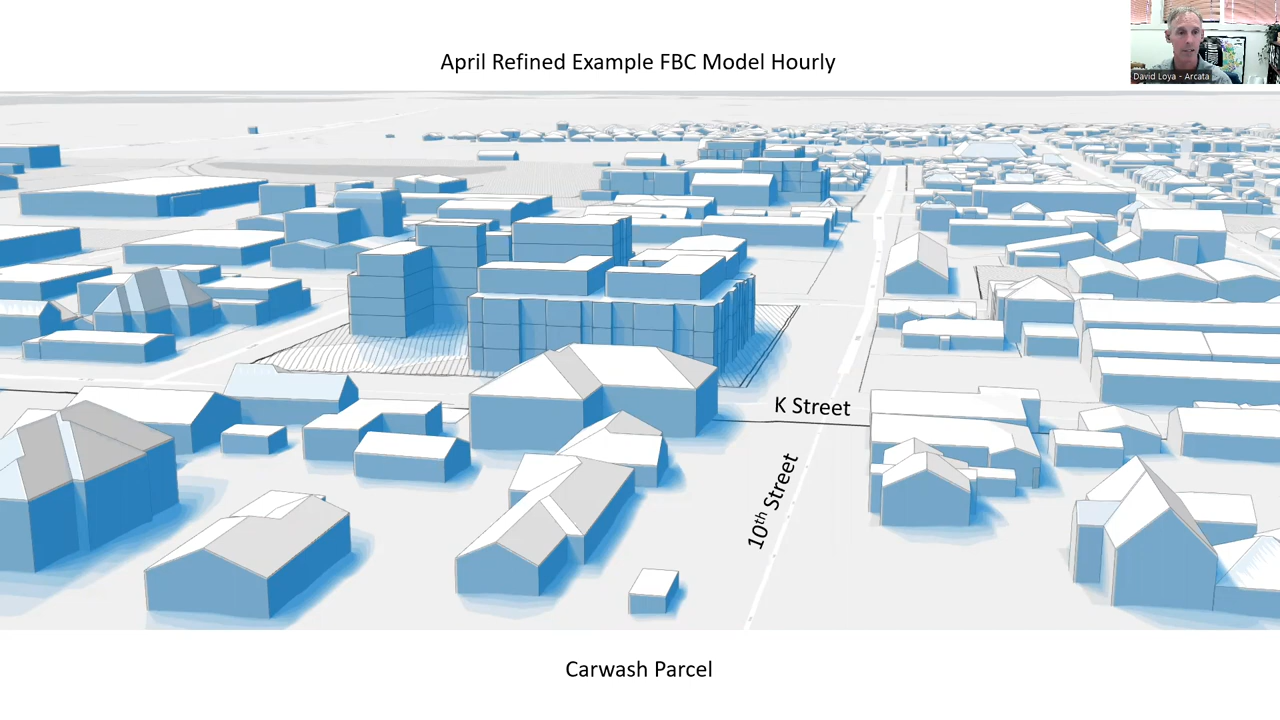 April Refined Example FBC Model Hourly
David Loya - Arcata
K Street
10th Street
Carwash Parcel